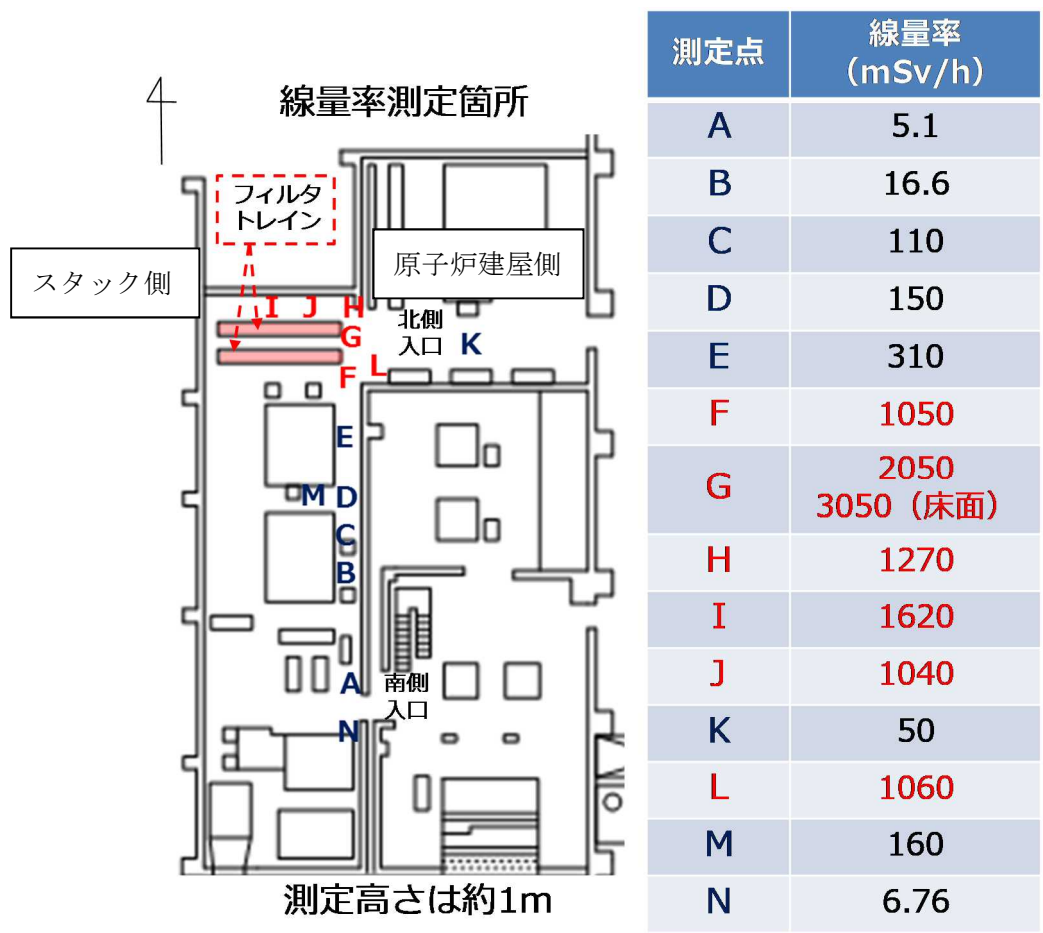 線量率測定箇所
フィルタ
トレイン
スタック側
原子炉建屋側
I J H
北側
入口
G
K
L
F
E
M D
C
B
A
南側
入口
N
測定高さは約1m
測定点 線量率
(mSv/h)
A 5.1
B 16.6
C 110
D 150
E 310
F 1050
G 2050
3050（床面）
H 1270
I 1620
J 1040
K 50
L 1060
M 160
N 6.76